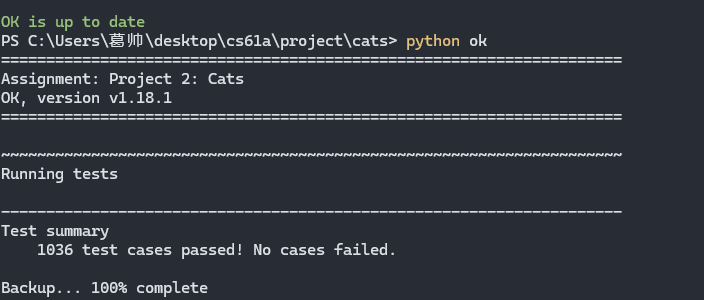 OK is up to date
PS C:\Users\葛帅\desktop\cs61a\project\cats> python ok
=====================================================================
Assignment: Project 2: Cats
OK, version v1.18.1
=====================================================================
~~~~~~~~~~~~~~~~~~~~~~~~~~~~~~~~~~~~~~~~~~~~~~~~~~~~~~~~~~~~~~~~~~~~~
Running tests
---------------------------------------------------------------------
Test summary
    1036 test cases passed! No cases failed.
Backup... 100% complete